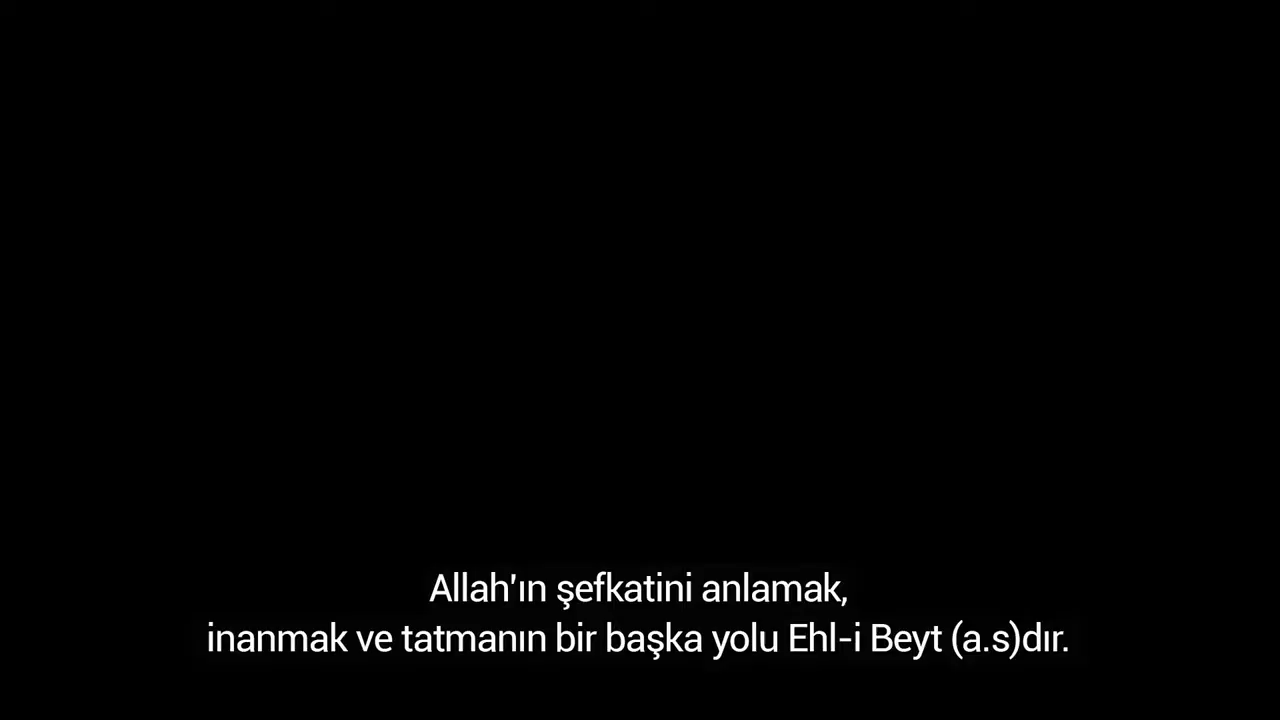 Allah'ın şefkatini anlamak,
inanmak ve tatmanın bir başka yolu Ehl-i Beyt (a.s)dır.